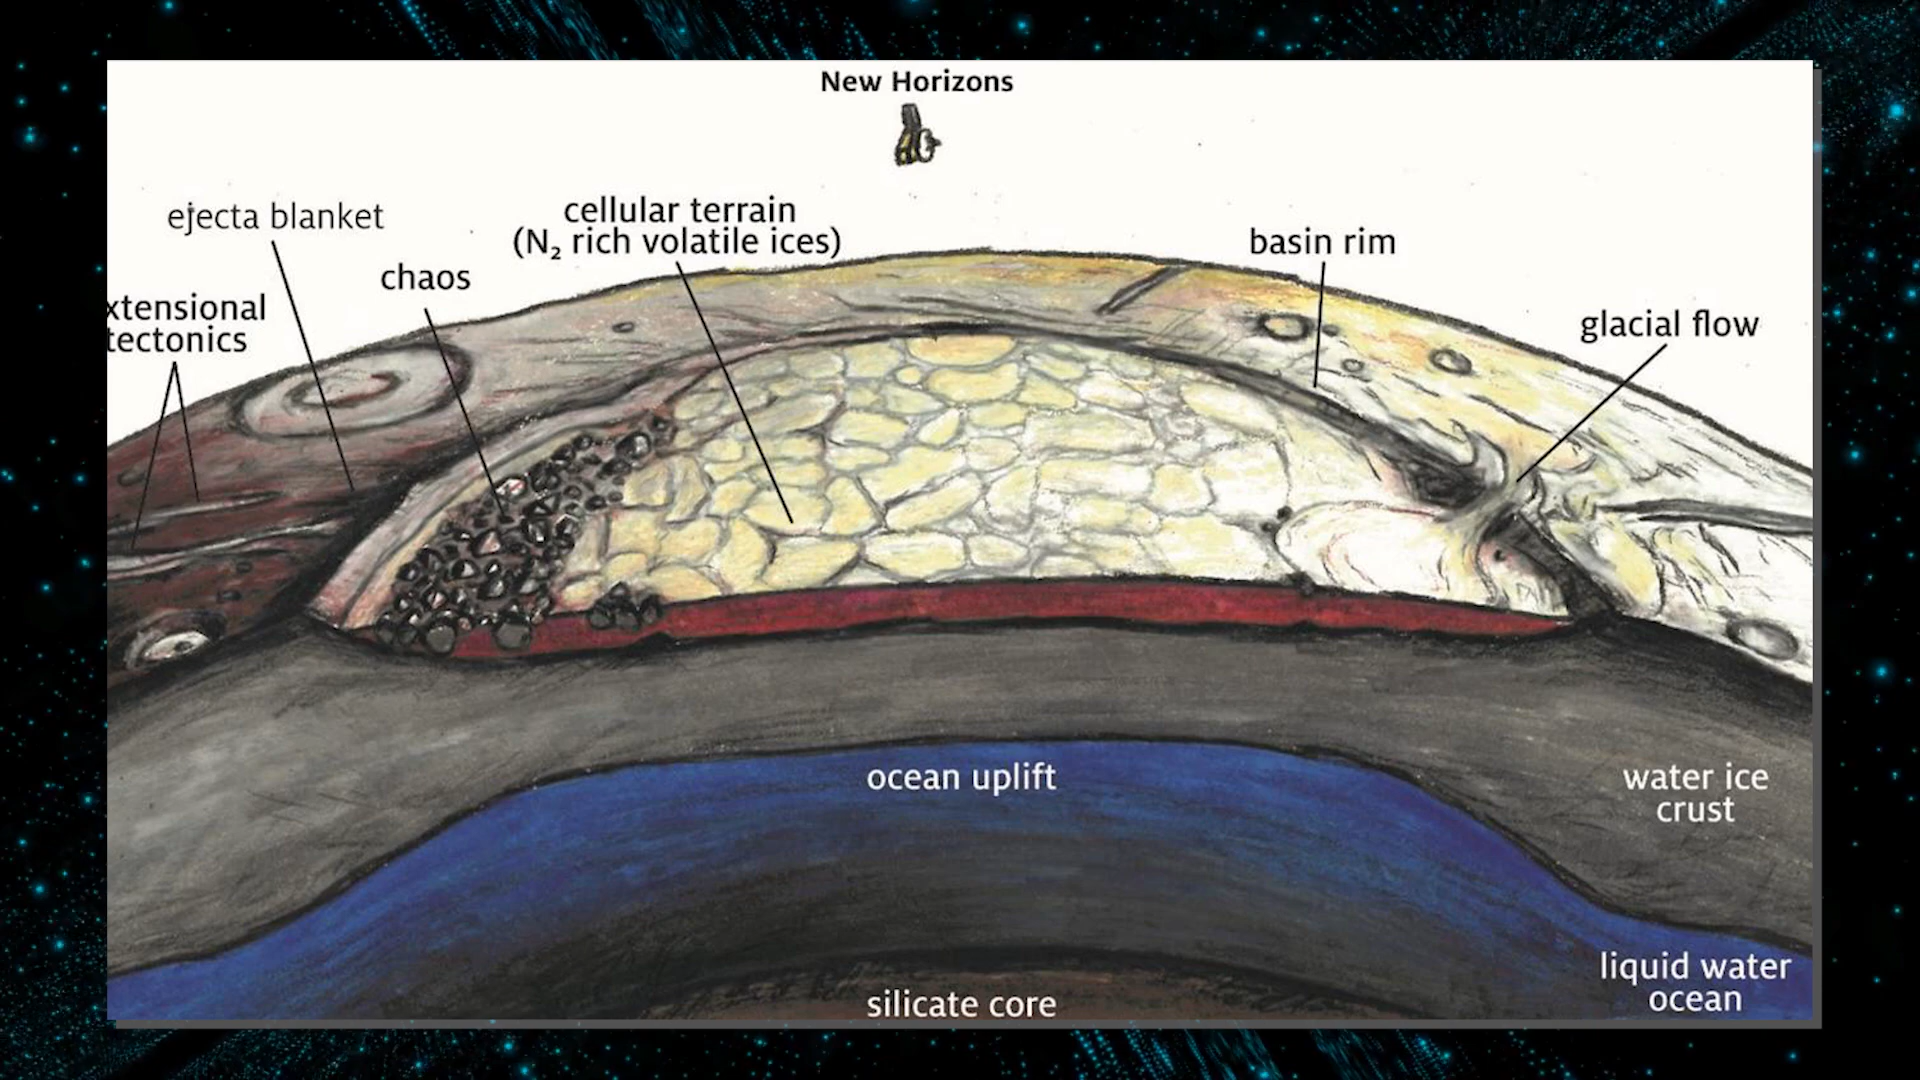 New Horizons
ejecta blanket
cellular terrain
(N₂ rich volatile ices)
basin rim
chaos
xtensional
tectonics
glacial flow
ocean uplift
water ice
crust
liquid water
ocean
silicate core